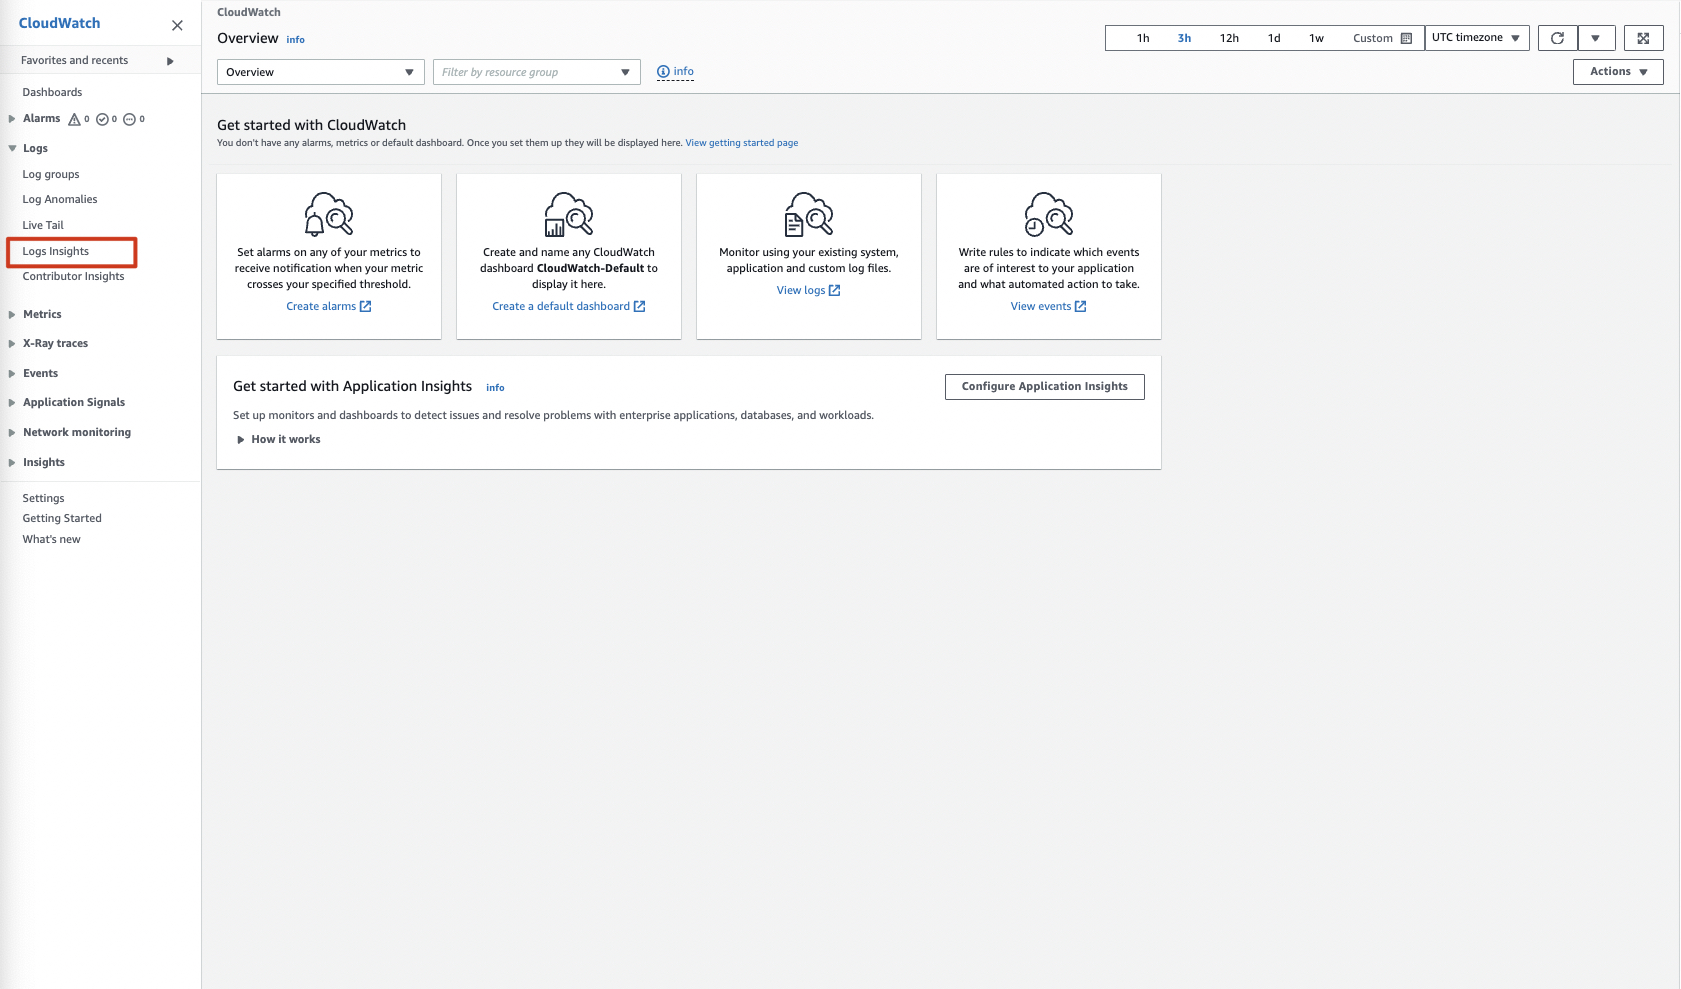 CloudWatch
Favorites and recents
Dashboards
Alarms 0 0 0
Logs
Log groups
Log Anomalies
Live Tail
Logs Insights
Contributor Insights
Metrics
X-Ray traces
Events
Application Signals
Network monitoring
Insights
Settings
Getting Started
What's new
CloudWatch
Overview info
1h 3h 12h 1d 1w Custom UTC timezone
Overview
Filter by resource group
info
Actions
Get started with CloudWatch
You don't have any alarms, metrics or default dashboard. Once you set them up they will be displayed here. View getting started page
Set alarms on any of your metrics to
receive notification when your metric
crosses your specified threshold.
Create alarms
Create and name any CloudWatch
dashboard CloudWatch-Default to
display it here.
Create a default dashboard
Monitor using your existing system,
application and custom log files.
View logs
Write rules to indicate which events
are of interest to your application
and what automated action to take.
View events
Get started with Application Insights info
Configure Application Insights
Set up monitors and dashboards to detect issues and resolve problems with enterprise applications, databases, and workloads.
How it works